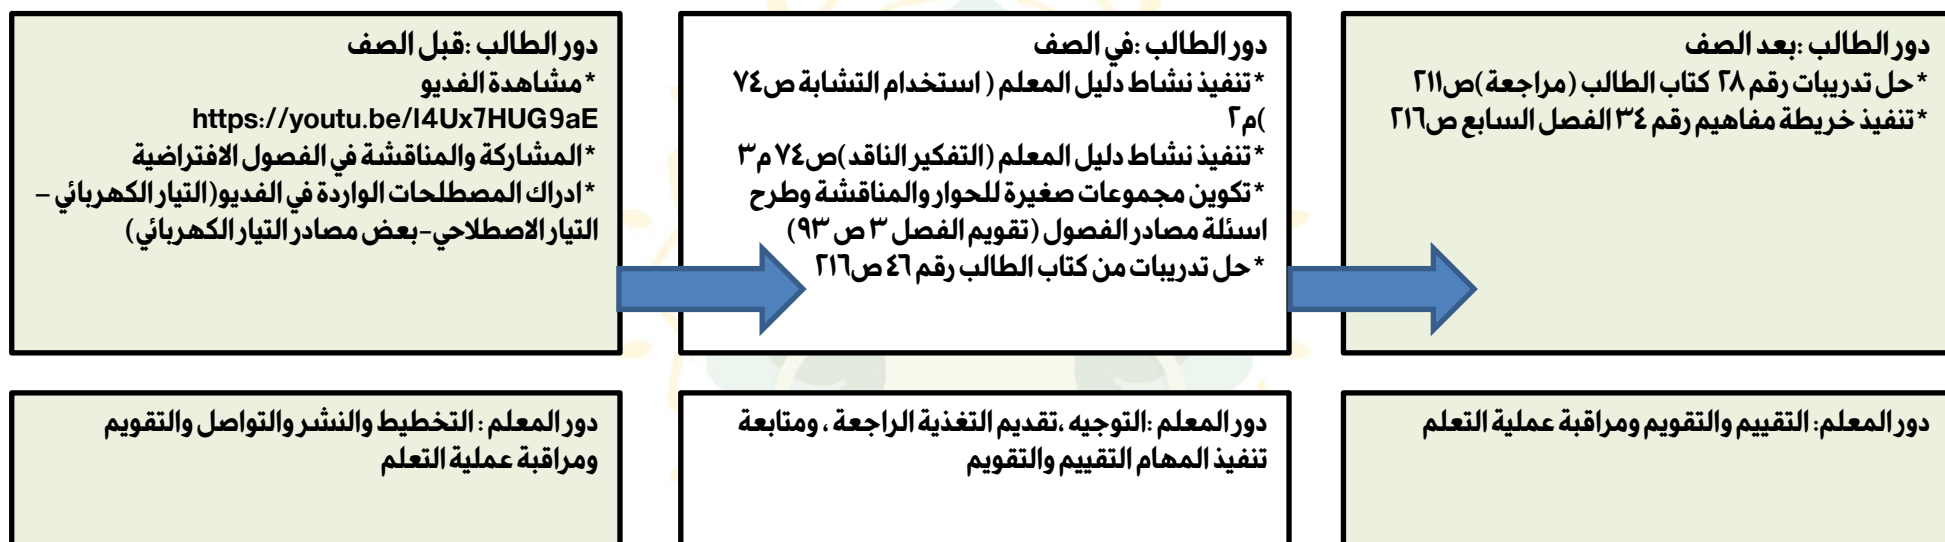 دور الطالب :قبل الصف
*مشاهدة الفديو
https://youtu.be/I4Ux7HUG9aE
*المشاركة والمناقشة في الفصول الافتراضية
*ادراك المصطلحات الواردة في الفديو(التيار الكهربائي –
التيار الاصطلاحي-بعض مصادر التيار الكهربائي)
دور الطالب :في الصف
*تنفيذ نشاط دليل المعلم ( استخدام التشابة ص٧٤
)م٢
*تنفيذ نشاط دليل المعلم (التفكير الناقد)ص٧٤ م٣
*تكوين مجموعات صغيرة للحوار والمناقشة وطرح
اسئلة مصادر الفصول (تقويم الفصل ٣ ص ٩٣)
*حل تدريبات من كتاب الطالب رقم ٤٦ ص٢١٦
دور الطالب :بعد الصف
*حل تدريبات رقم ٢٨ كتاب الطالب (مراجعة)ص٢١١
*تنفيذ خريطة مفاهيم رقم ٣٤ الفصل السابع ص٢١٦
دور المعلم : التخطيط والنشر والتواصل والتقويم
ومراقبة عملية التعلم
دور المعلم :التوجيه ،تقديم التغذية الراجعة ، ومتابعة
تنفيذ المهام التقييم والتقويم
دور المعلم: التقييم والتقويم ومراقبة عملية التعلم